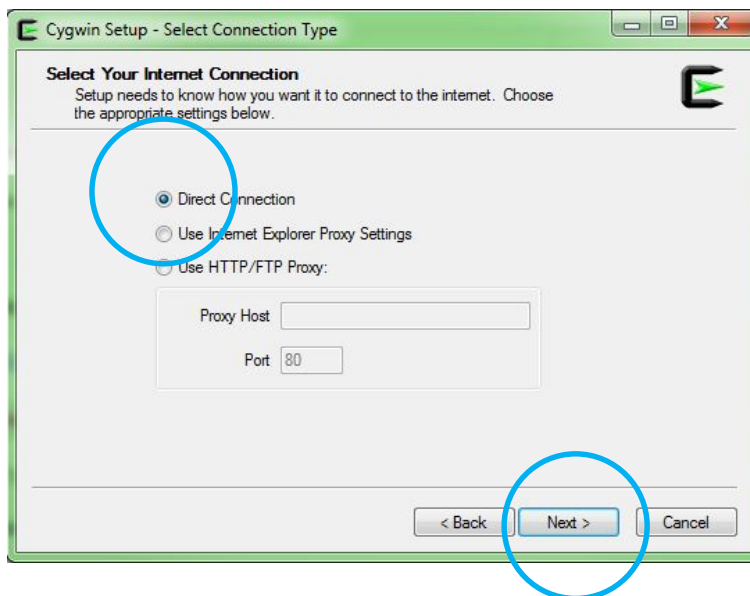 Cygwin Setup - Select Connection Type
Select Your Internet Connection
Setup needs to know how you want it to connect to the internet. Choose
the appropriate settings below.
Direct Connection
Use Internet Explorer Proxy Settings
Use HTTP/FTP Proxy:
Proxy Host
Port 80
< Back Next > Cancel